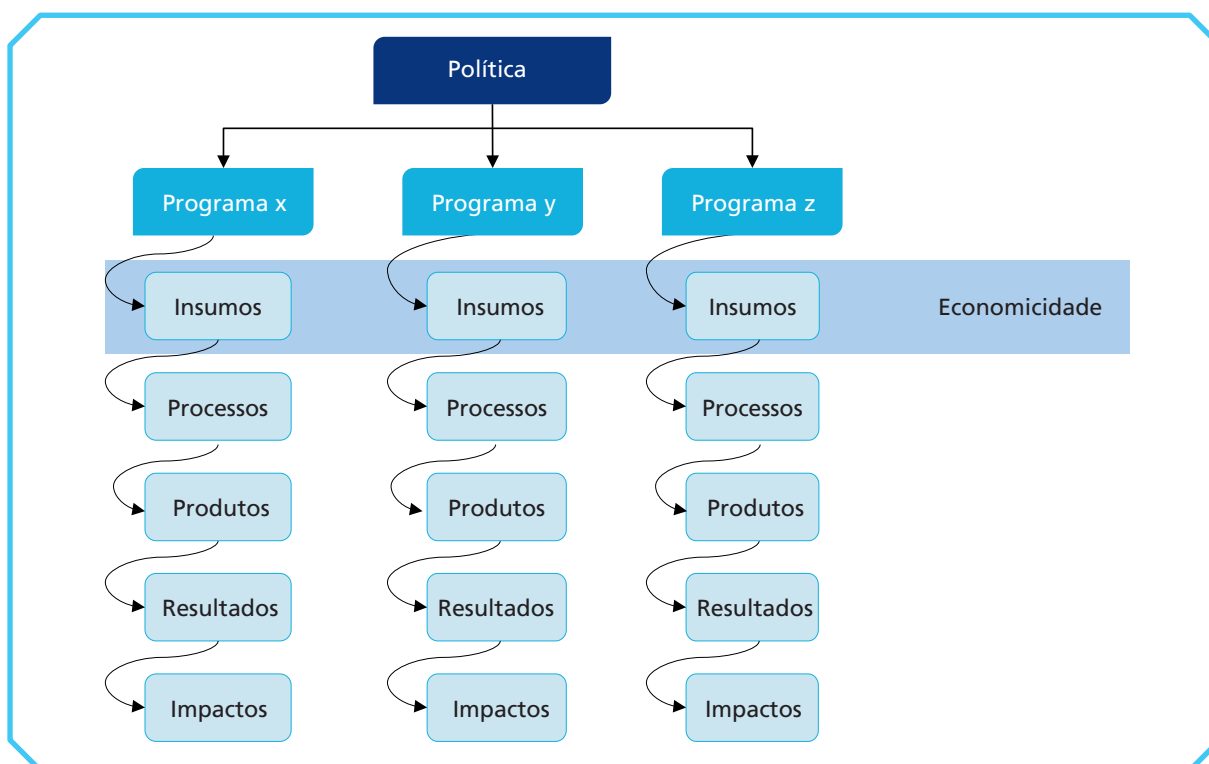 Política
Programa x
Programa y
Programa z
Insumos
Insumos
Insumos
Economicidade
Processos
Processos
Processos
Produtos
Produtos
Produtos
Resultados
Resultados
Resultados
Impactos
Impactos
Impactos